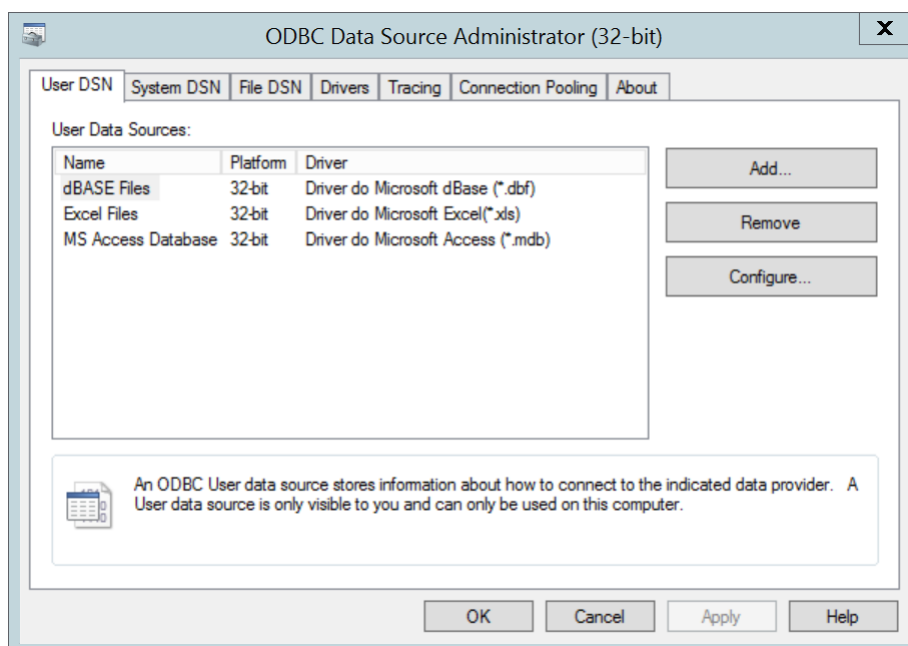 ODBC Data Source Administrator (32-bit)
X
User DSN System DSN File DSN Drivers Tracing Connection Pooling About
User Data Sources:
Name Platform Driver
dBASE Files 32-bit Driver do Microsoft dBase (*.dbf)
Excel Files 32-bit Driver do Microsoft Excel(*.xls)
MS Access Database 32-bit Driver do Microsoft Access (*.mdb)
Add...
Remove
Configure...
An ODBC User data source stores information about how to connect to the indicated data provider. A
User data source is only visible to you and can only be used on this computer.
OK Cancel Apply Help